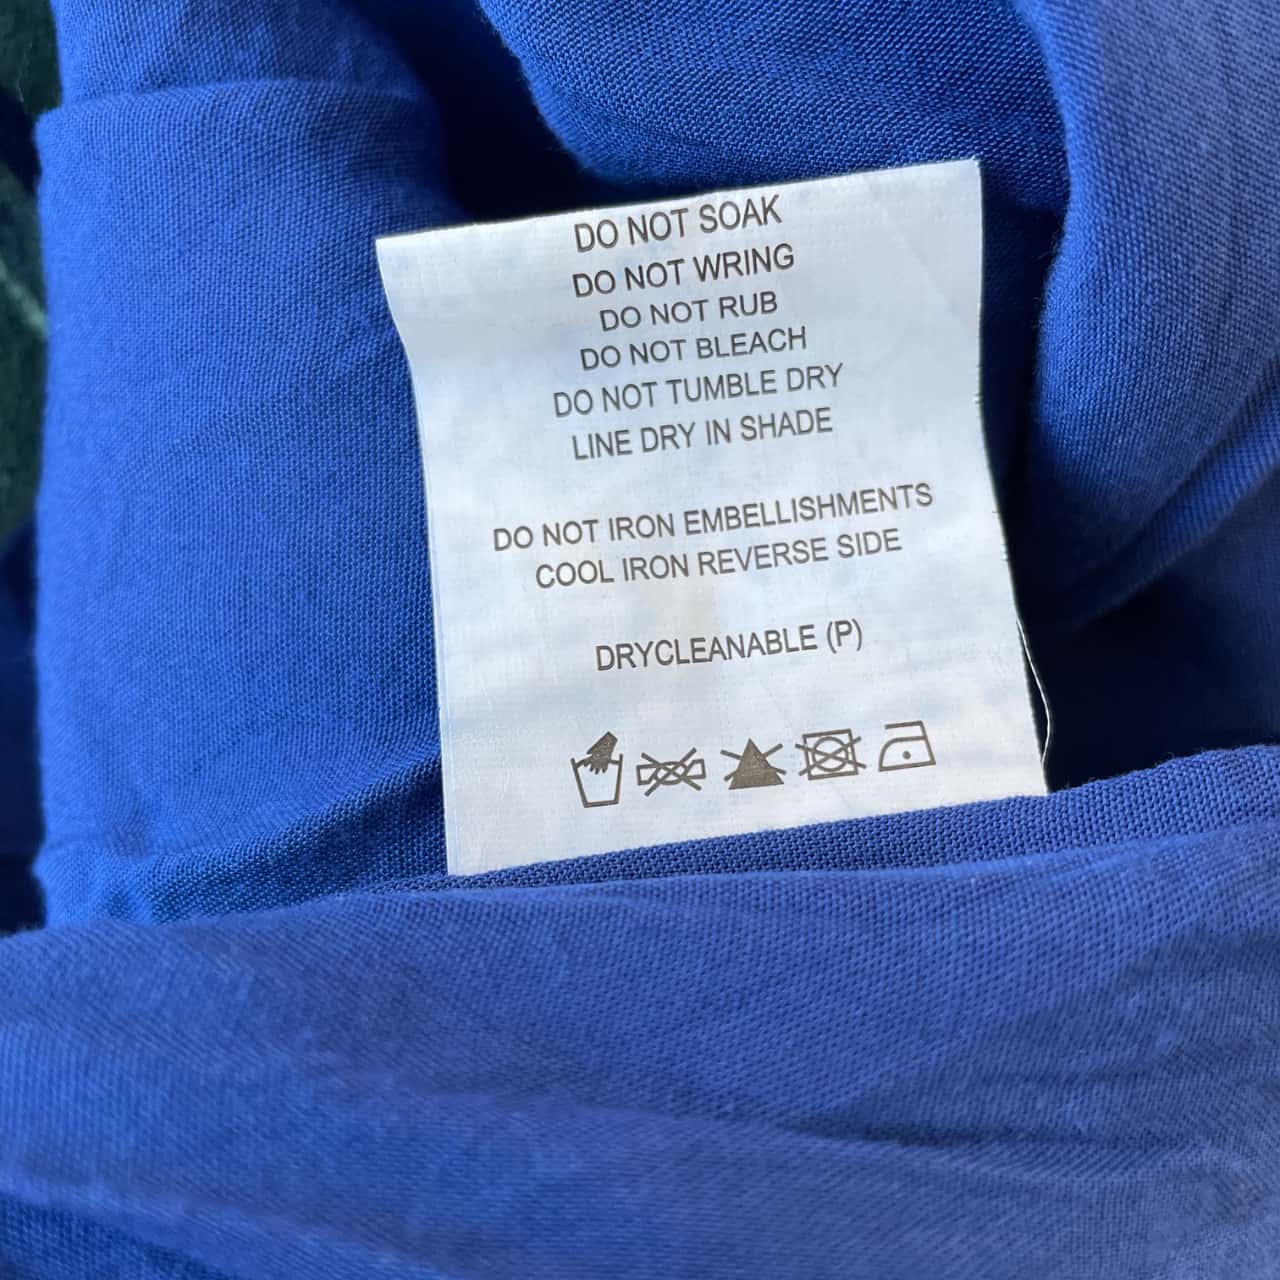 DO NOT SOAK
DO NOT WRING
DO NOT RUB
DO NOT BLEACH
DO NOT TUMBLE DRY
LINE DRY IN SHADE
DO NOT IRON EMBELLISHMENTS
COOL IRON REVERSE SIDE
DRYCLEANABLE (P)